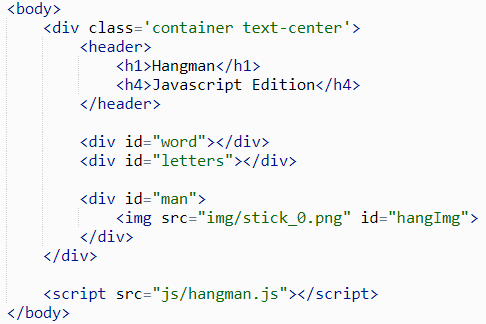 <body>
    <div class='container text-center'>
        <header>
            <h1>Hangman</h1>
            <h4>Javascript Edition</h4>
        </header>

        <div id="word"></div>
        <div id="letters"></div>

        <div id="man">
            <img src="img/stick_0.png" id="hangImg">
        </div>
    </div>

    <script src="js/hangman.js"></script>
</body>